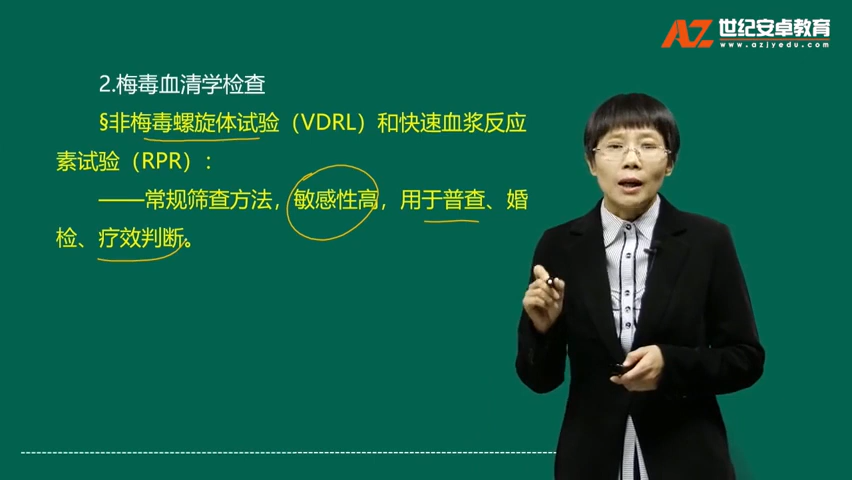 AZ 世纪安卓教育
www.azjyedu.com
2.梅毒血清学检查
§非梅毒螺旋体试验（VDRL）和快速血浆反应
素试验（RPR）：
——常规筛查方法，敏感性高，用于普查、婚
检、疗效判断。